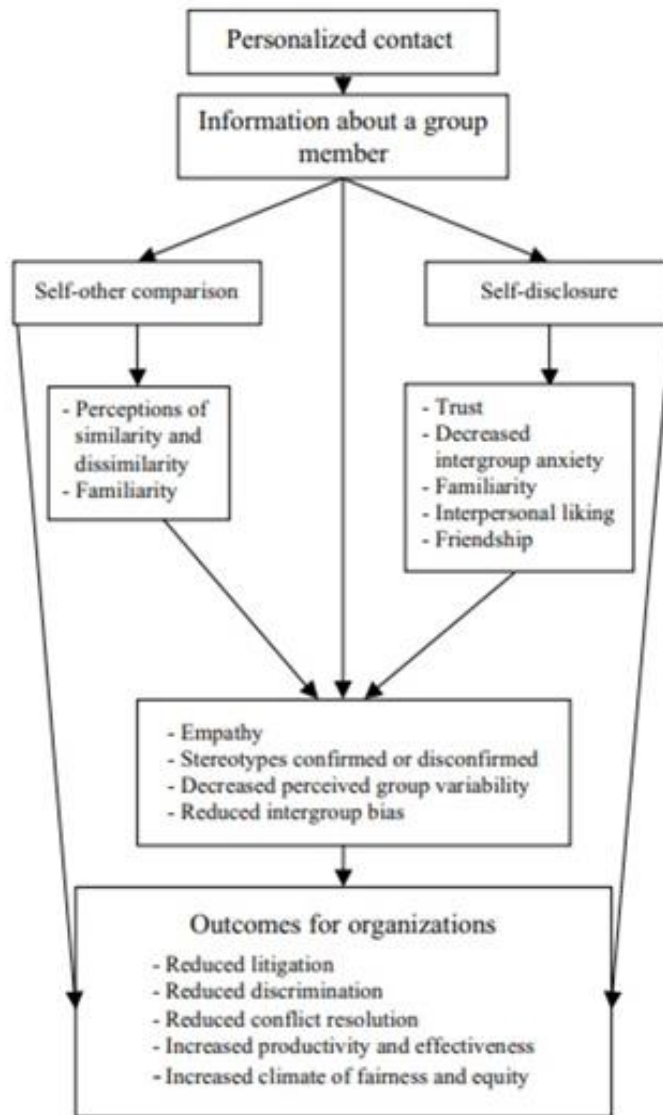 Personalized contact
Information about a group
member
Self-other comparison
Self-disclosure
- Perceptions of
similarity and
dissimilarity
- Familiarity
- Trust
- Decreased
intergroup anxiety
- Familiarity
- Interpersonal liking
- Friendship
- Empathy
- Stereotypes confirmed or disconfirmed
- Decreased perceived group variability
- Reduced intergroup bias
Outcomes for organizations
- Reduced litigation
- Reduced discrimination
- Reduced conflict resolution
- Increased productivity and effectiveness
- Increased climate of fairness and equity